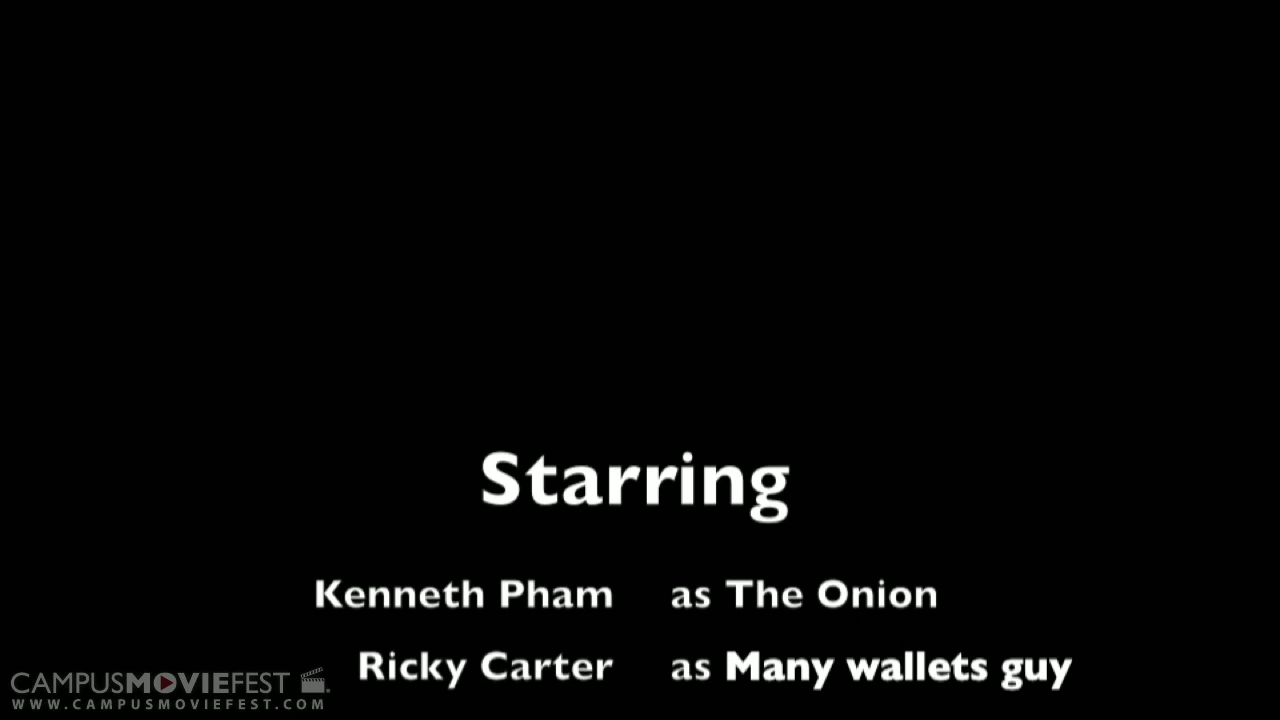 Starring
Kenneth Pham as The Onion
Ricky Carter as Many wallets guy
CAMPUSMOVIEFEST
WWW.CAMPUSMOVIEFEST.COM